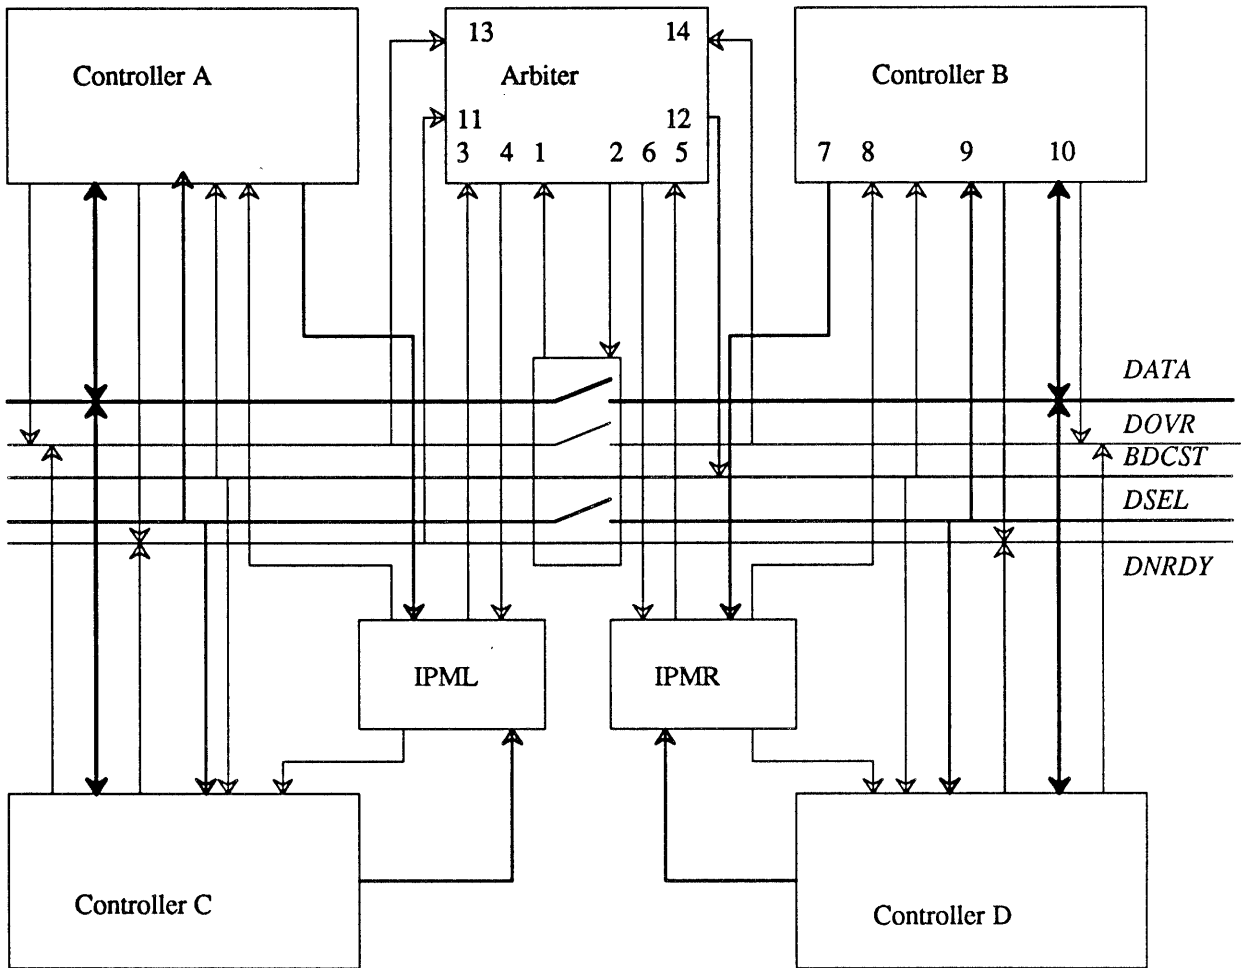 13 14
Controller A Arbiter Controller B
11 12
3 4 1 2 6 5 7 8 9 10
DATA
DOVR
BDCST
DSEL
DNRDY
IPML IPMR
Controller C Controller D